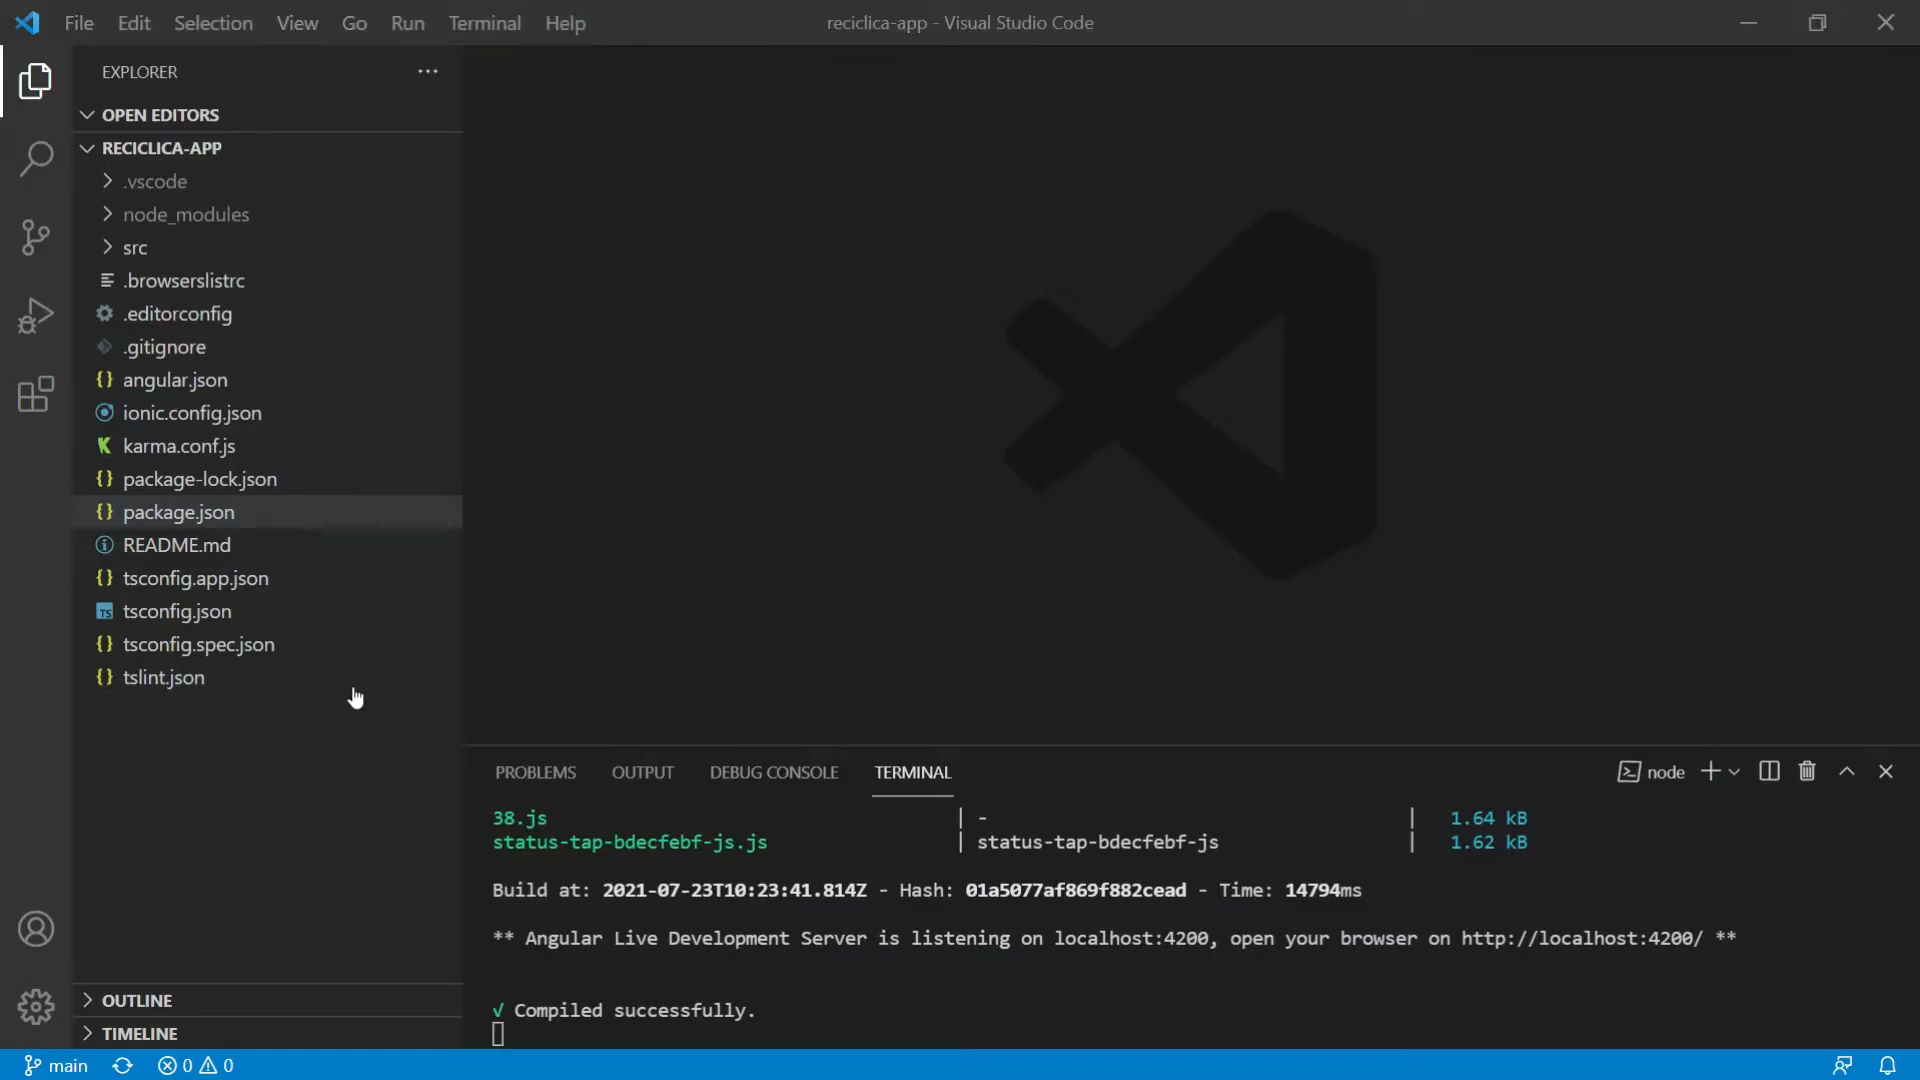 File Edit Selection View Go Run Terminal Help
reciclica-app - Visual Studio Code
EXPLORER
OPEN EDITORS
RECICLICA-APP
.vscode
node_modules
src
.browserslistrc
.editorconfig
.gitignore
angular.json
ionic.config.json
karma.conf.js
package-lock.json
package.json
README.md
tsconfig.app.json
tsconfig.json
tsconfig.spec.json
tslint.json
OUTLINE
TIMELINE
PROBLEMS OUTPUT DEBUG CONSOLE TERMINAL
node
38.js | - | 1.64 kB
status-tap-bdecfebf-js.js | status-tap-bdecfebf-js | 1.62 kB
Build at: 2021-07-23T10:23:41.814Z - Hash: 01a5077af869f882cead - Time: 14794ms
** Angular Live Development Server is listening on localhost:4200, open your browser on http://localhost:4200/ **
√ Compiled successfully.
main 0 0